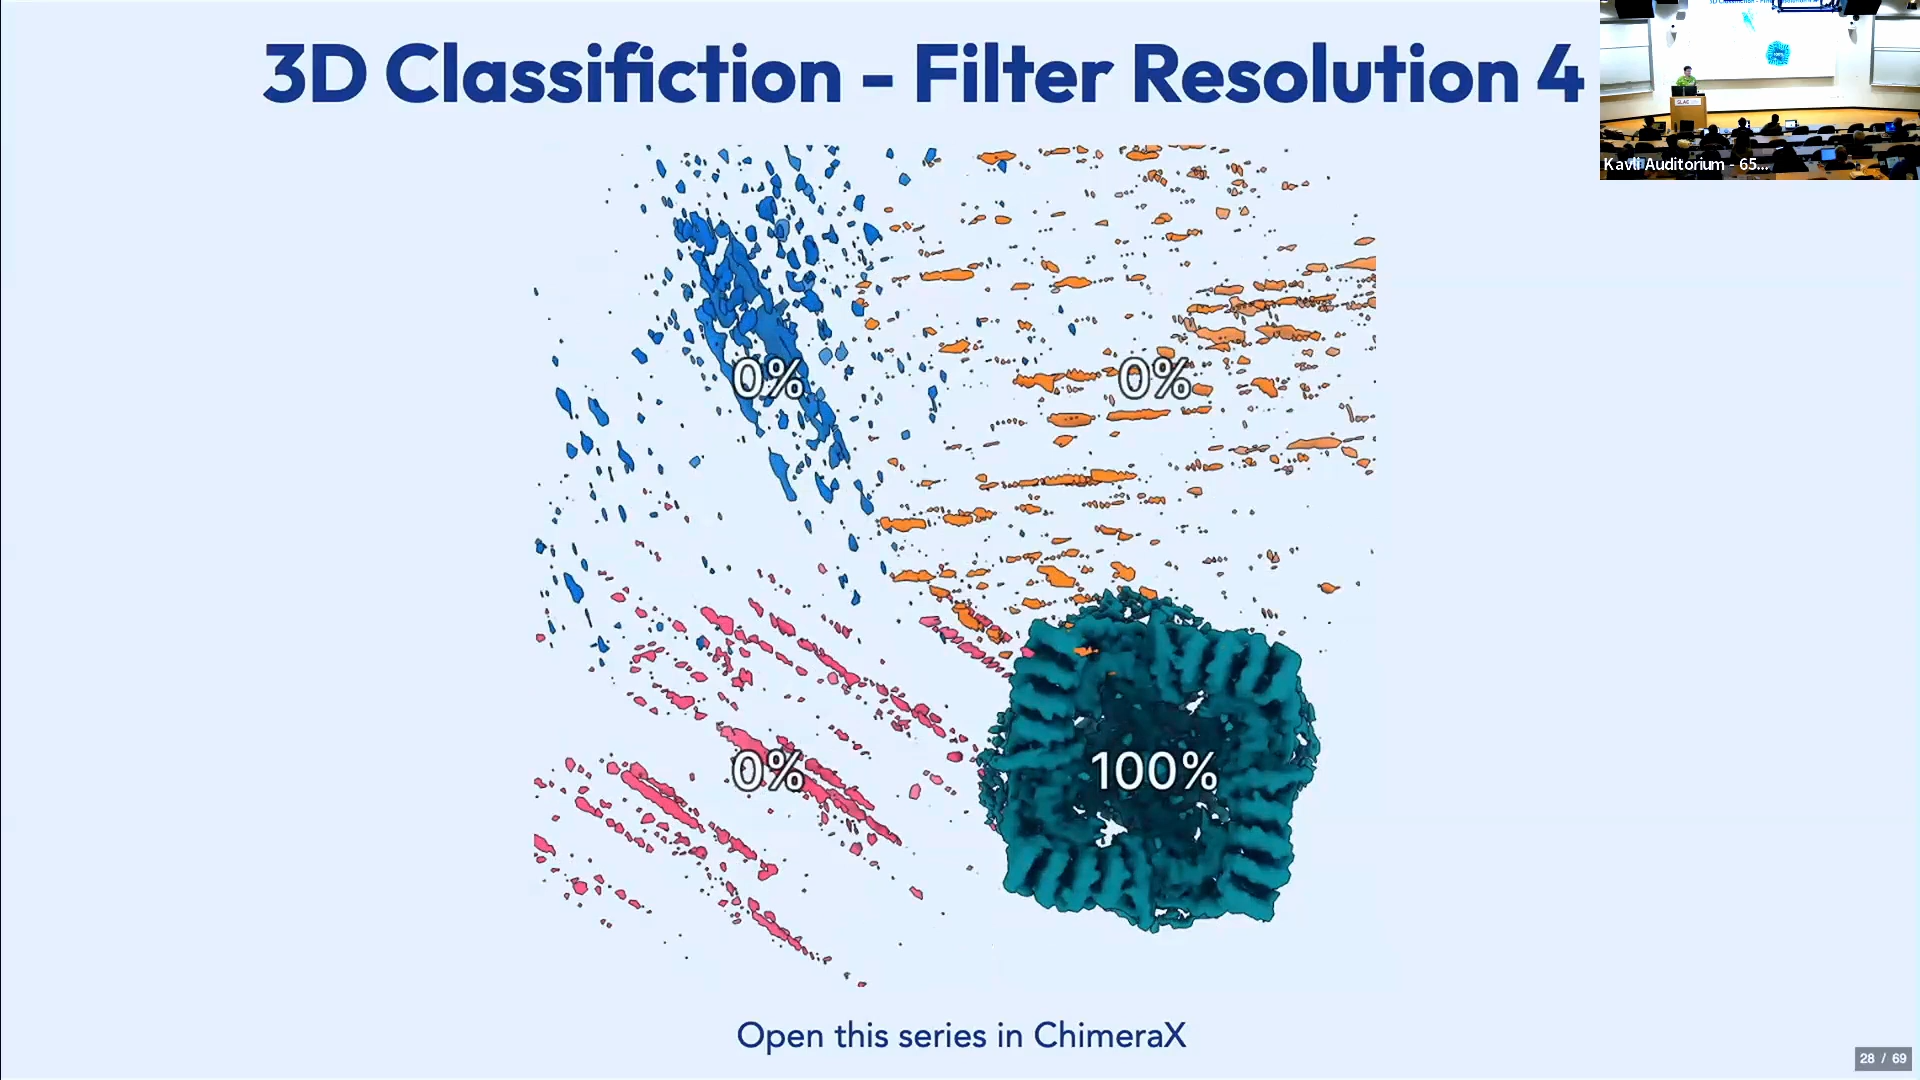 3D Classifiction - Filter Resolution 4
Kavli Auditorium - 65...
SLAC
0%
0%
0%
100%
Open this series in ChimeraX
28 / 69